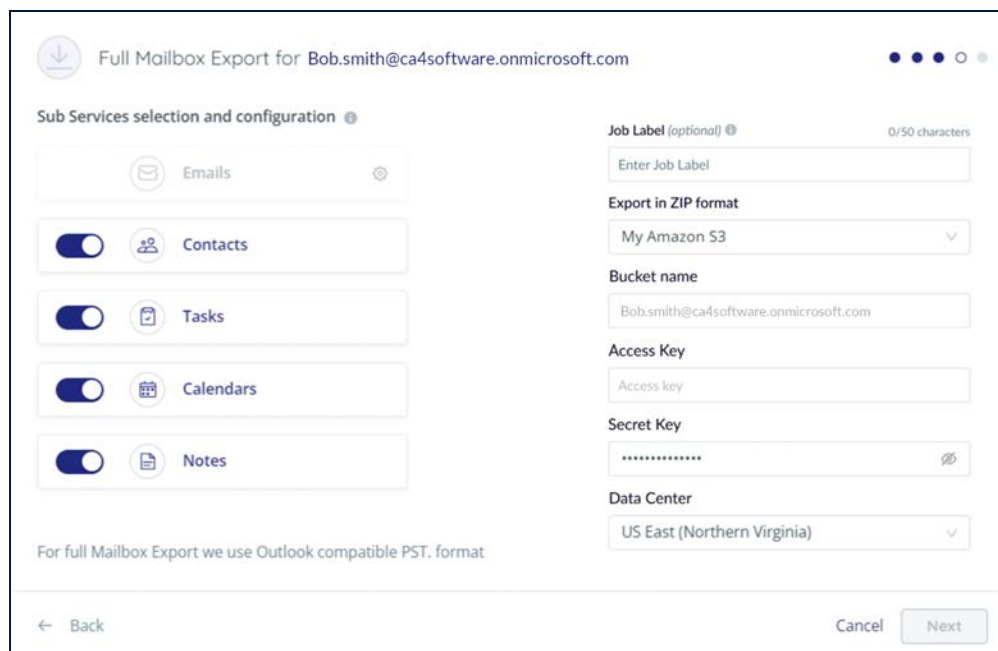 Full Mailbox Export for Bob.smith@ca4software.onmicrosoft.com
Sub Services selection and configuration
Emails
Contacts
Tasks
Calendars
Notes
For full Mailbox Export we use Outlook compatible PST. format
Job Label (optional) 0/50 characters
Enter Job Label
Export in ZIP format
My Amazon S3
Bucket name
Bob.smith@ca4software.onmicrosoft.com
Access Key
Access key
Secret Key
••••••••••••••
Data Center
US East (Northern Virginia)
← Back
Cancel
Next